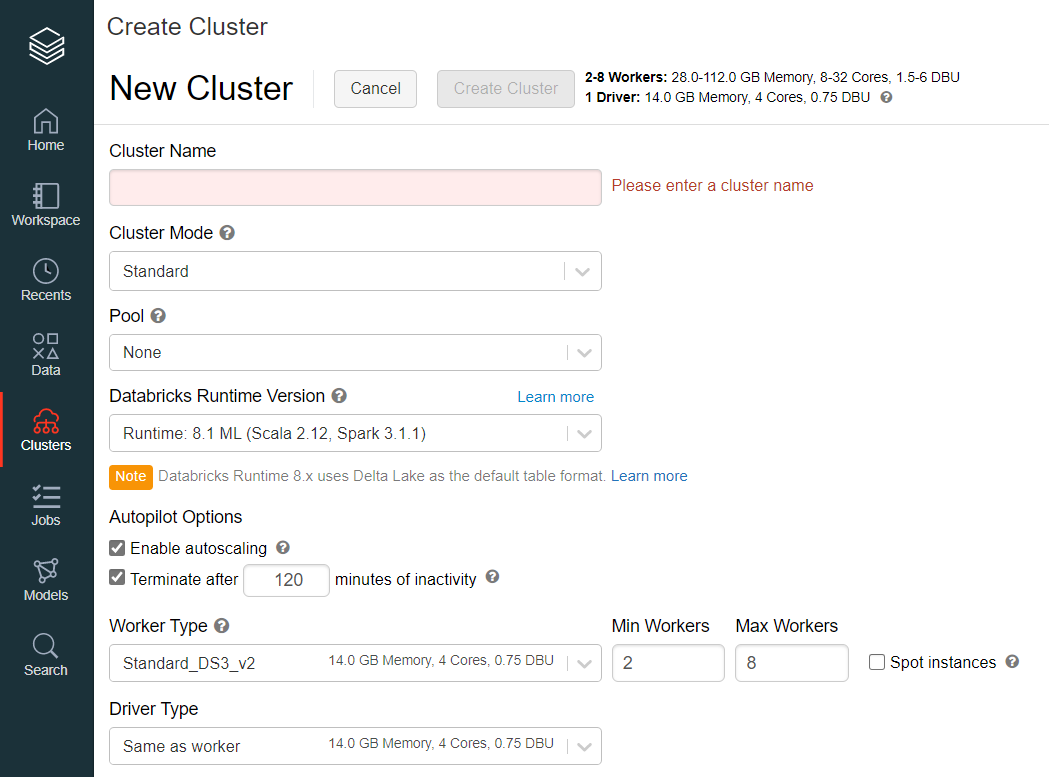 Create Cluster
New Cluster
Cancel
Create Cluster
2-8 Workers: 28.0-112.0 GB Memory, 8-32 Cores, 1.5-6 DBU
1 Driver: 14.0 GB Memory, 4 Cores, 0.75 DBU ?
Home
Workspace
Recents
Data
Clusters
Jobs
Models
Search
Cluster Name
Please enter a cluster name
Cluster Mode ?
Standard
Pool ?
None
Databricks Runtime Version ?
Learn more
Runtime: 8.1 ML (Scala 2.12, Spark 3.1.1)
Note Databricks Runtime 8.x uses Delta Lake as the default table format. Learn more
Autopilot Options
Enable autoscaling ?
Terminate after 120 minutes of inactivity ?
Worker Type ?
Min Workers
Max Workers
Standard_DS3_v2
14.0 GB Memory, 4 Cores, 0.75 DBU
2
8
Spot instances ?
Driver Type
Same as worker
14.0 GB Memory, 4 Cores, 0.75 DBU